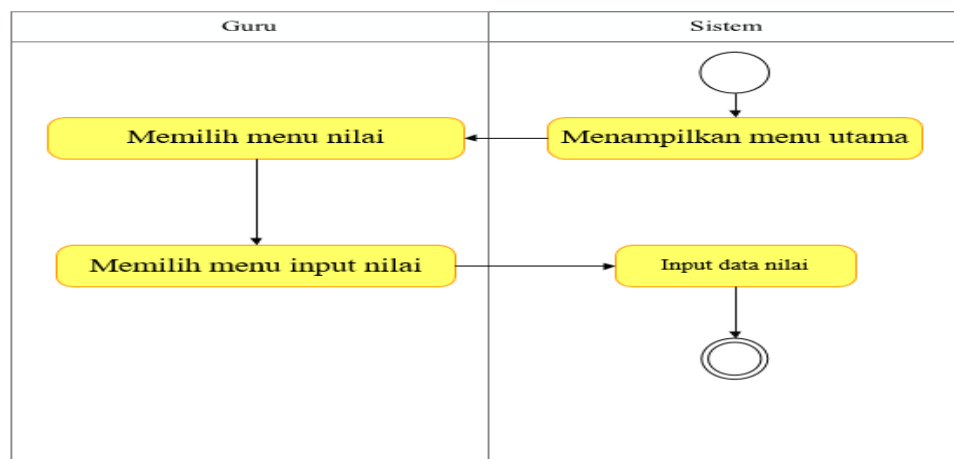 Guru
Sistem
Memilih menu nilai
Menampilkan menu utama
Memilih menu input nilai
Input data nilai